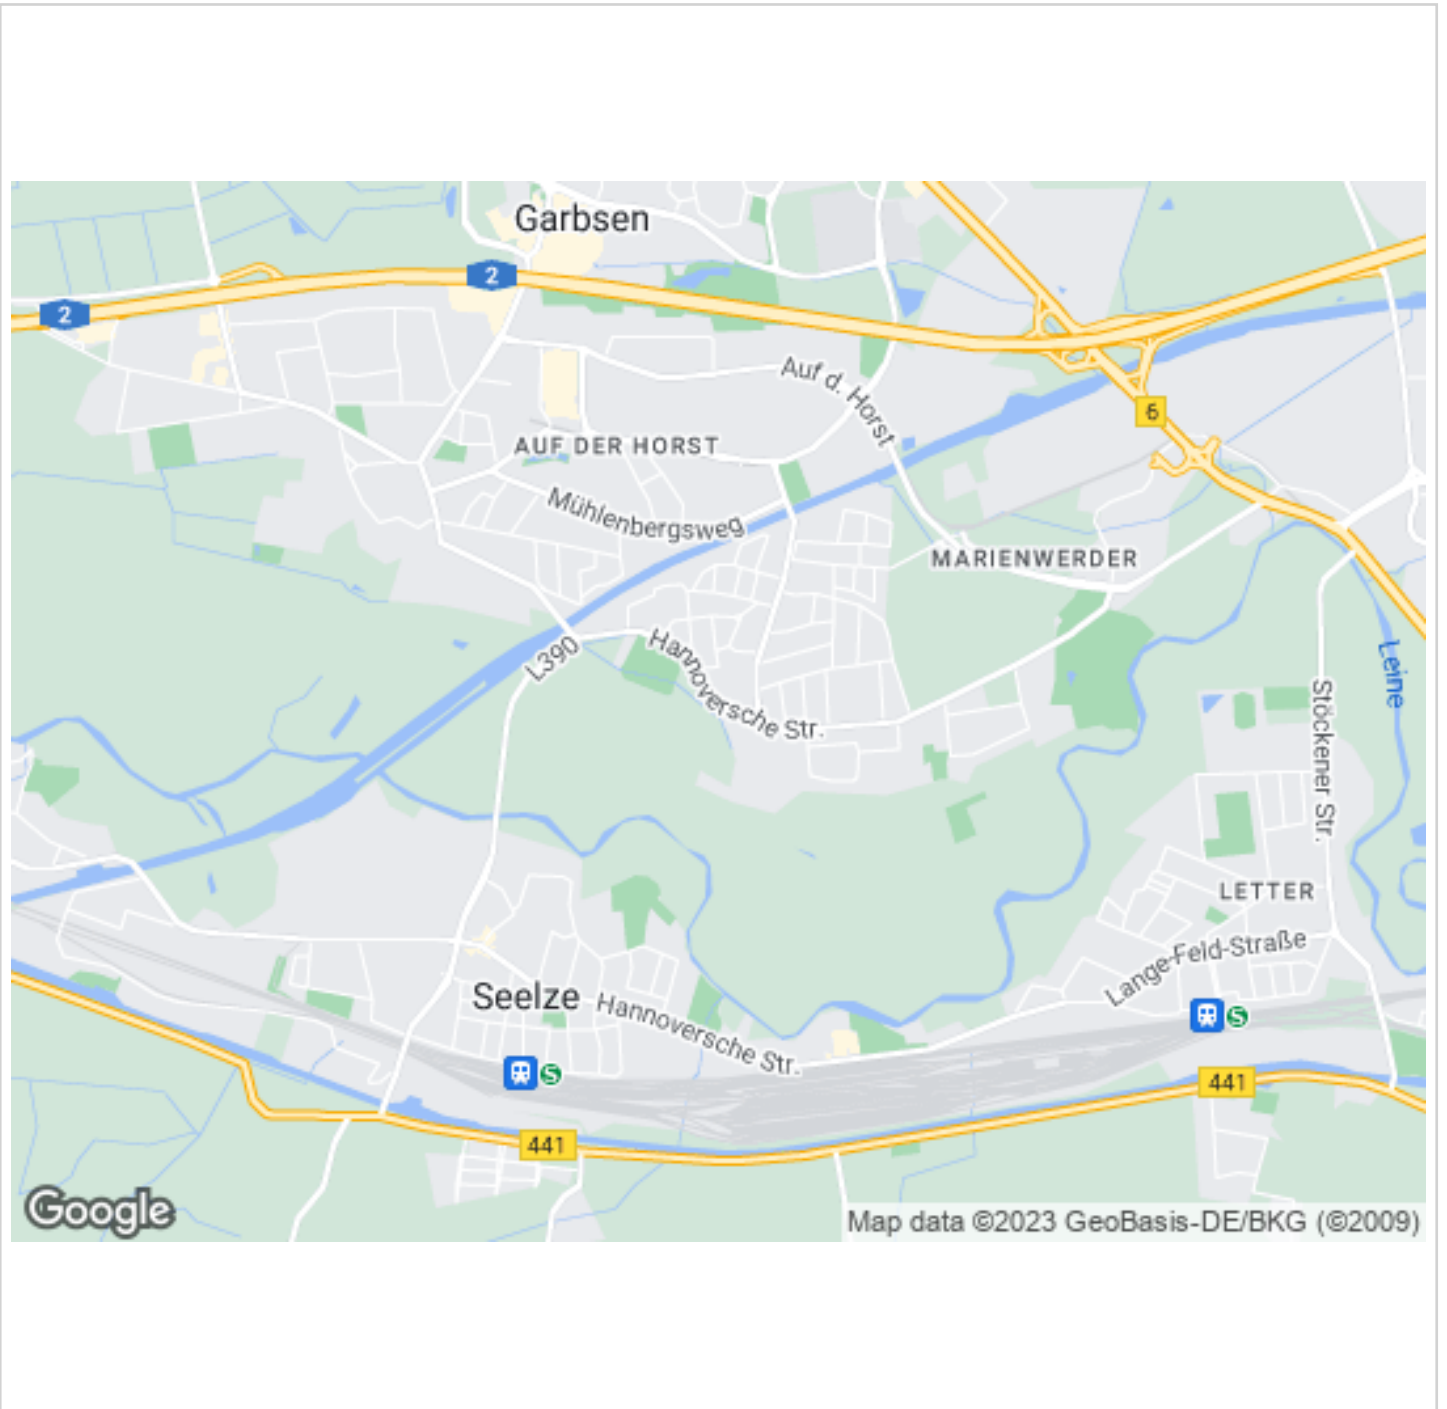 Garbsen
2
2
Auf d. Horst
6
AUF DER HORST
Mühlenbergsweg
MARIENWERDER
L390
Hannoversche Str.
Leine
Stöckener Str.
LETTER
Lange-Feld-Straße
Seelze
Hannoversche Str.
S
S
441
441
Google
Map data ©2023 GeoBasis-DE/BKG (©2009)